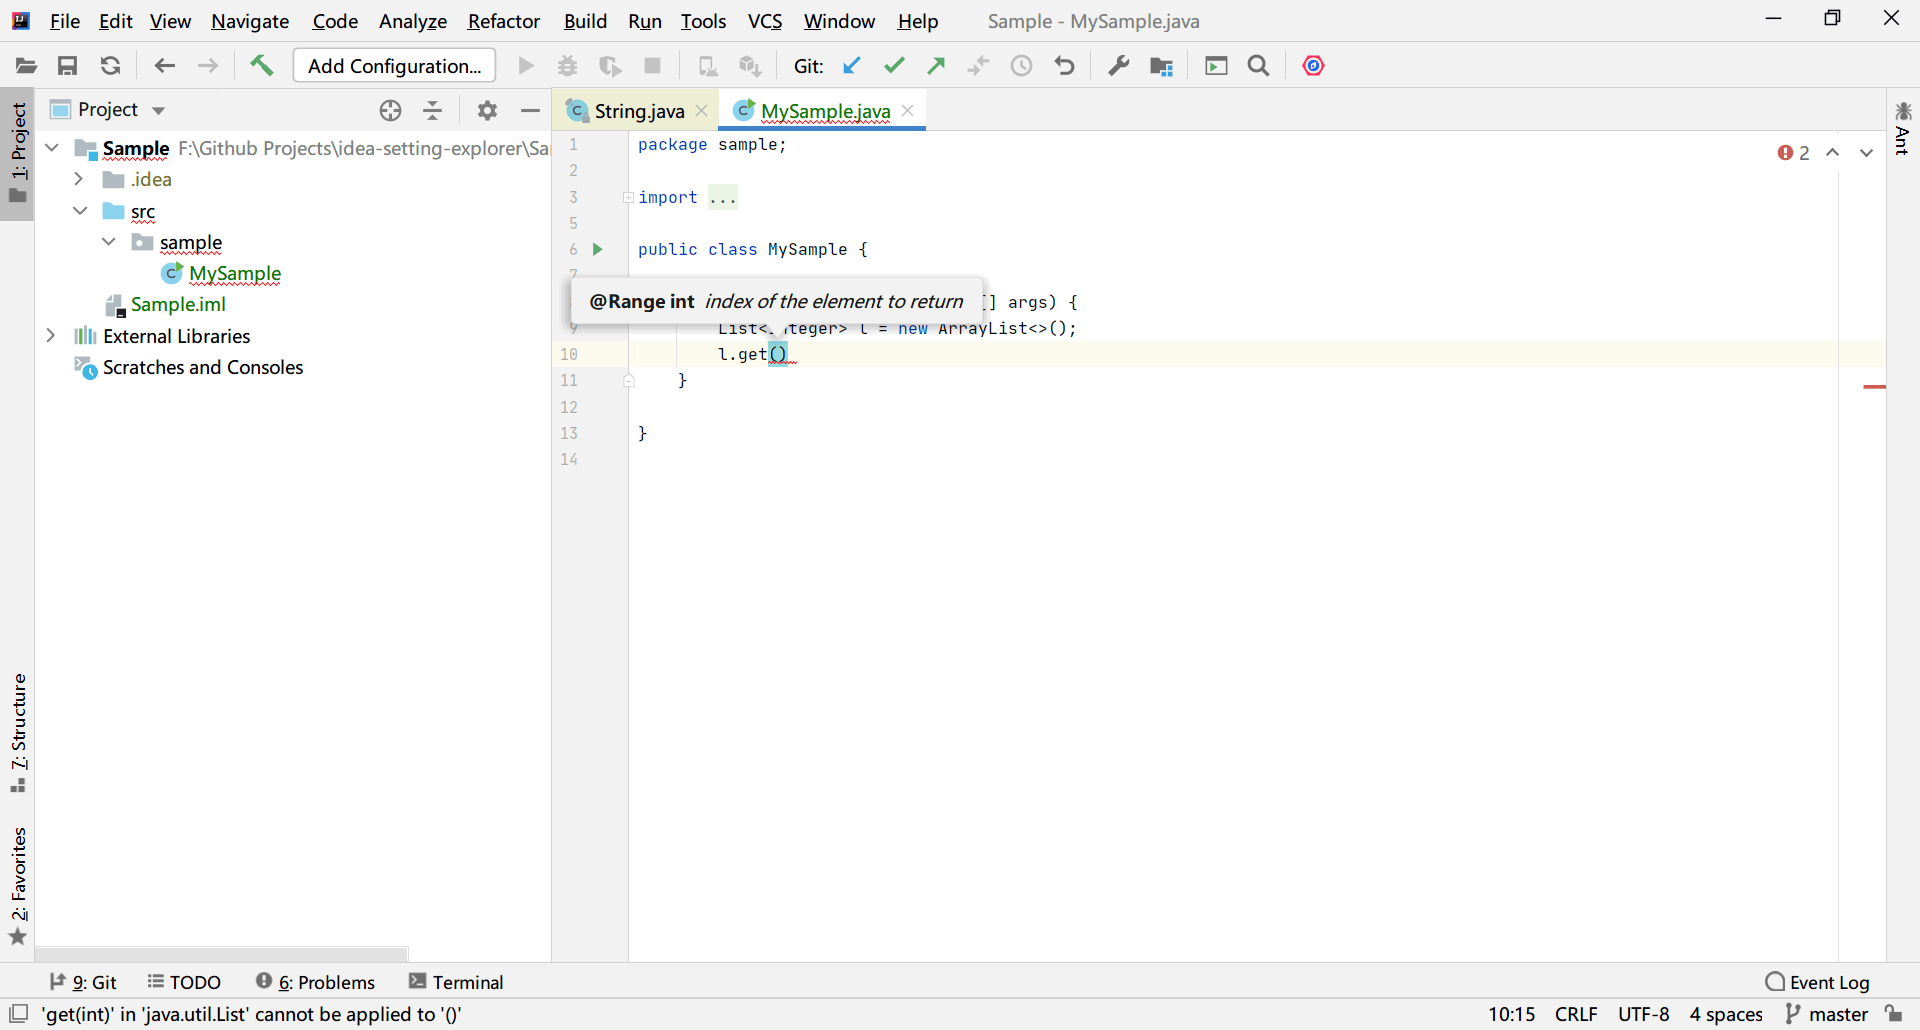 File Edit View Navigate Code Analyze Refactor Build Run Tools VCS Window Help Sample - MySample.java
Add Configuration... Git:
1: Project
Project
Sample F:\Github Projects\idea-setting-explorer\Sa
.idea
src
sample
MySample
Sample.iml
External Libraries
Scratches and Consoles
7: Structure
2: Favorites
String.java MySample.java
2
1 package sample;
2
3 import ...
5
6 public class MySample {
7
@Range int index of the element to return
[] args) {
9 List<Integer> l = new ArrayList<>();
10 l.get()
11 }
12
13 }
14
Ant
9: Git TODO 6: Problems Terminal Event Log
'get(int)' in 'java.util.List' cannot be applied to '()' 10:15 CRLF UTF-8 4 spaces master